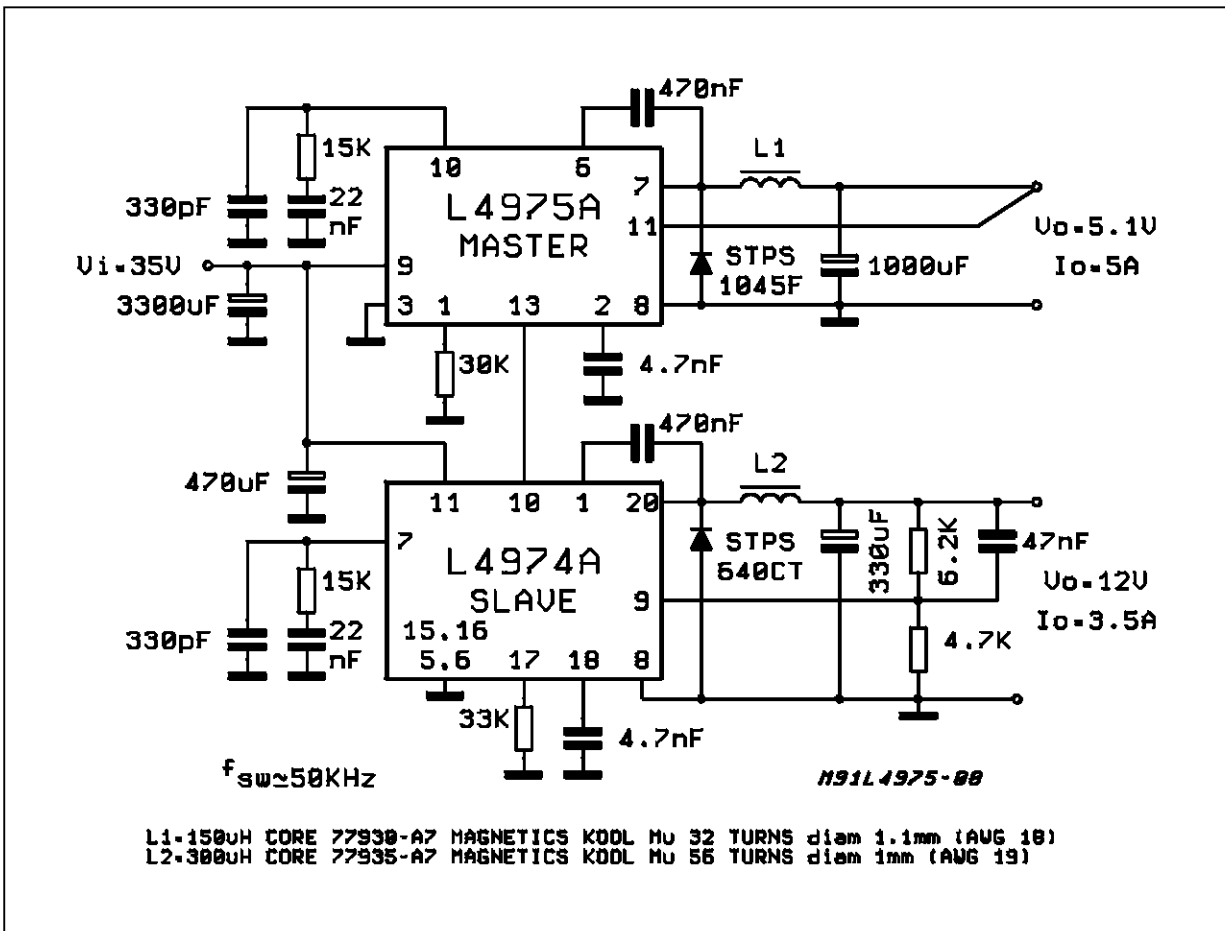 470nF
15K
L1
10
6
7
330pF
22
nF
L4975A
MASTER
11
Vo=5.1V
Vi=35V
9
STPS
1045F
1000uF
Io=5A
3300uF
3
1
13
2
8
30K
4.7nF
470nF
L2
470uF
11
10
1
20
7
L4974A
SLAVE
STPS
640CT
330uF
6.2K
47nF
Vo=12V
15K
9
Io=3.5A
330pF
22
nF
15.16
5.6
17
18
8
4.7K
33K
4.7nF
fsw≃50KHz
M91L4975-08
L1=150uH CORE 77930-A7 MAGNETICS KOOL Mu 32 TURNS diam 1.1mm (AWG 18)
L2=300uH CORE 77935-A7 MAGNETICS KOOL Mu 56 TURNS diam 1mm (AWG 19)